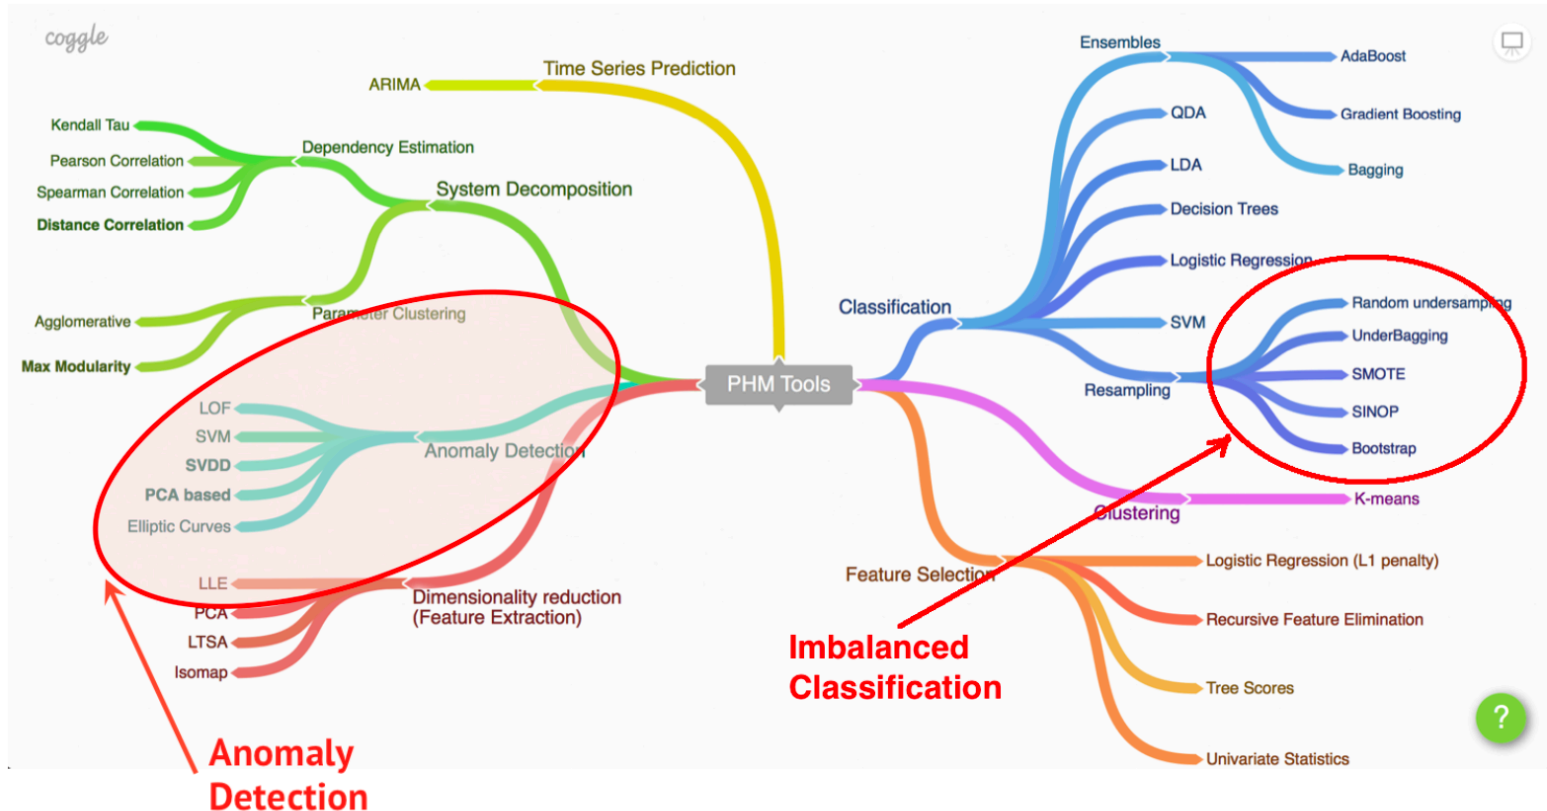 coggle
Time Series Prediction
ARIMA
Kendall Tau
Pearson Correlation
Spearman Correlation
Distance Correlation
Dependency Estimation
System Decomposition
Agglomerative
Max Modularity
Parameter Clustering
LOF
SVM
SVDD
PCA based
Elliptic Curves
Anomaly Detection
LLE
PCA
LTSA
Isomap
Dimensionality reduction
(Feature Extraction)
Anomaly
Detection
PHM Tools
Classification
Ensembles
AdaBoost
Gradient Boosting
Bagging
QDA
LDA
Decision Trees
Logistic Regression
SVM
Resampling
Random undersampling
UnderBagging
SMOTE
SINOP
Bootstrap
Clustering
K-means
Feature Selection
Logistic Regression (L1 penalty)
Recursive Feature Elimination
Tree Scores
Univariate Statistics
Imbalanced
Classification
?